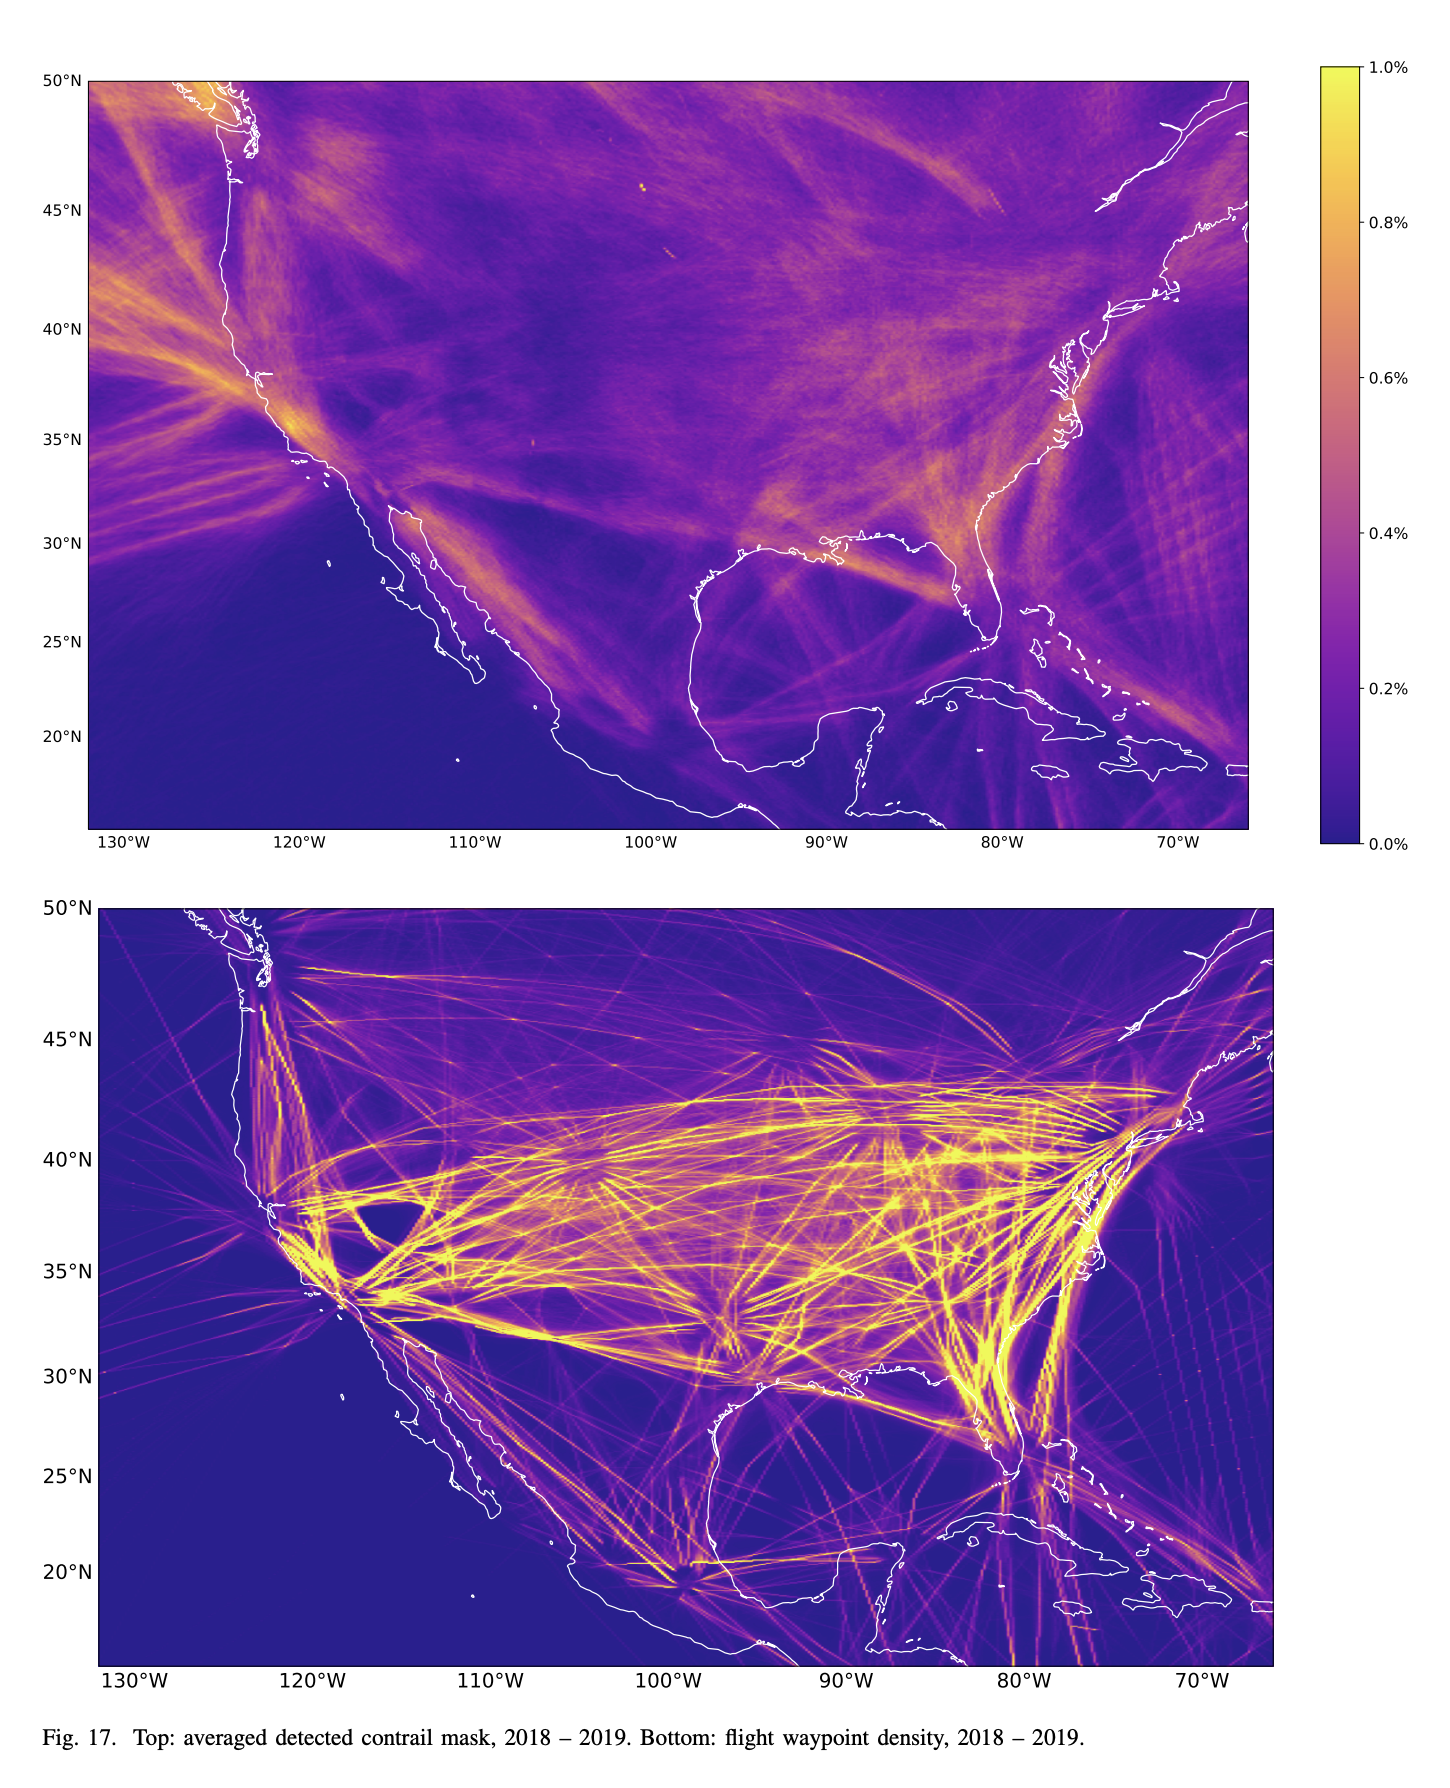 50°N
45°N
40°N
35°N
30°N
25°N
20°N
130°W 120°W 110°W 100°W 90°W 80°W 70°W
1.0%
0.8%
0.6%
0.4%
0.2%
0.0%
50°N
45°N
40°N
35°N
30°N
25°N
20°N
130°W 120°W 110°W 100°W 90°W 80°W 70°W
Fig. 17. Top: averaged detected contrail mask, 2018 – 2019. Bottom: flight waypoint density, 2018 – 2019.